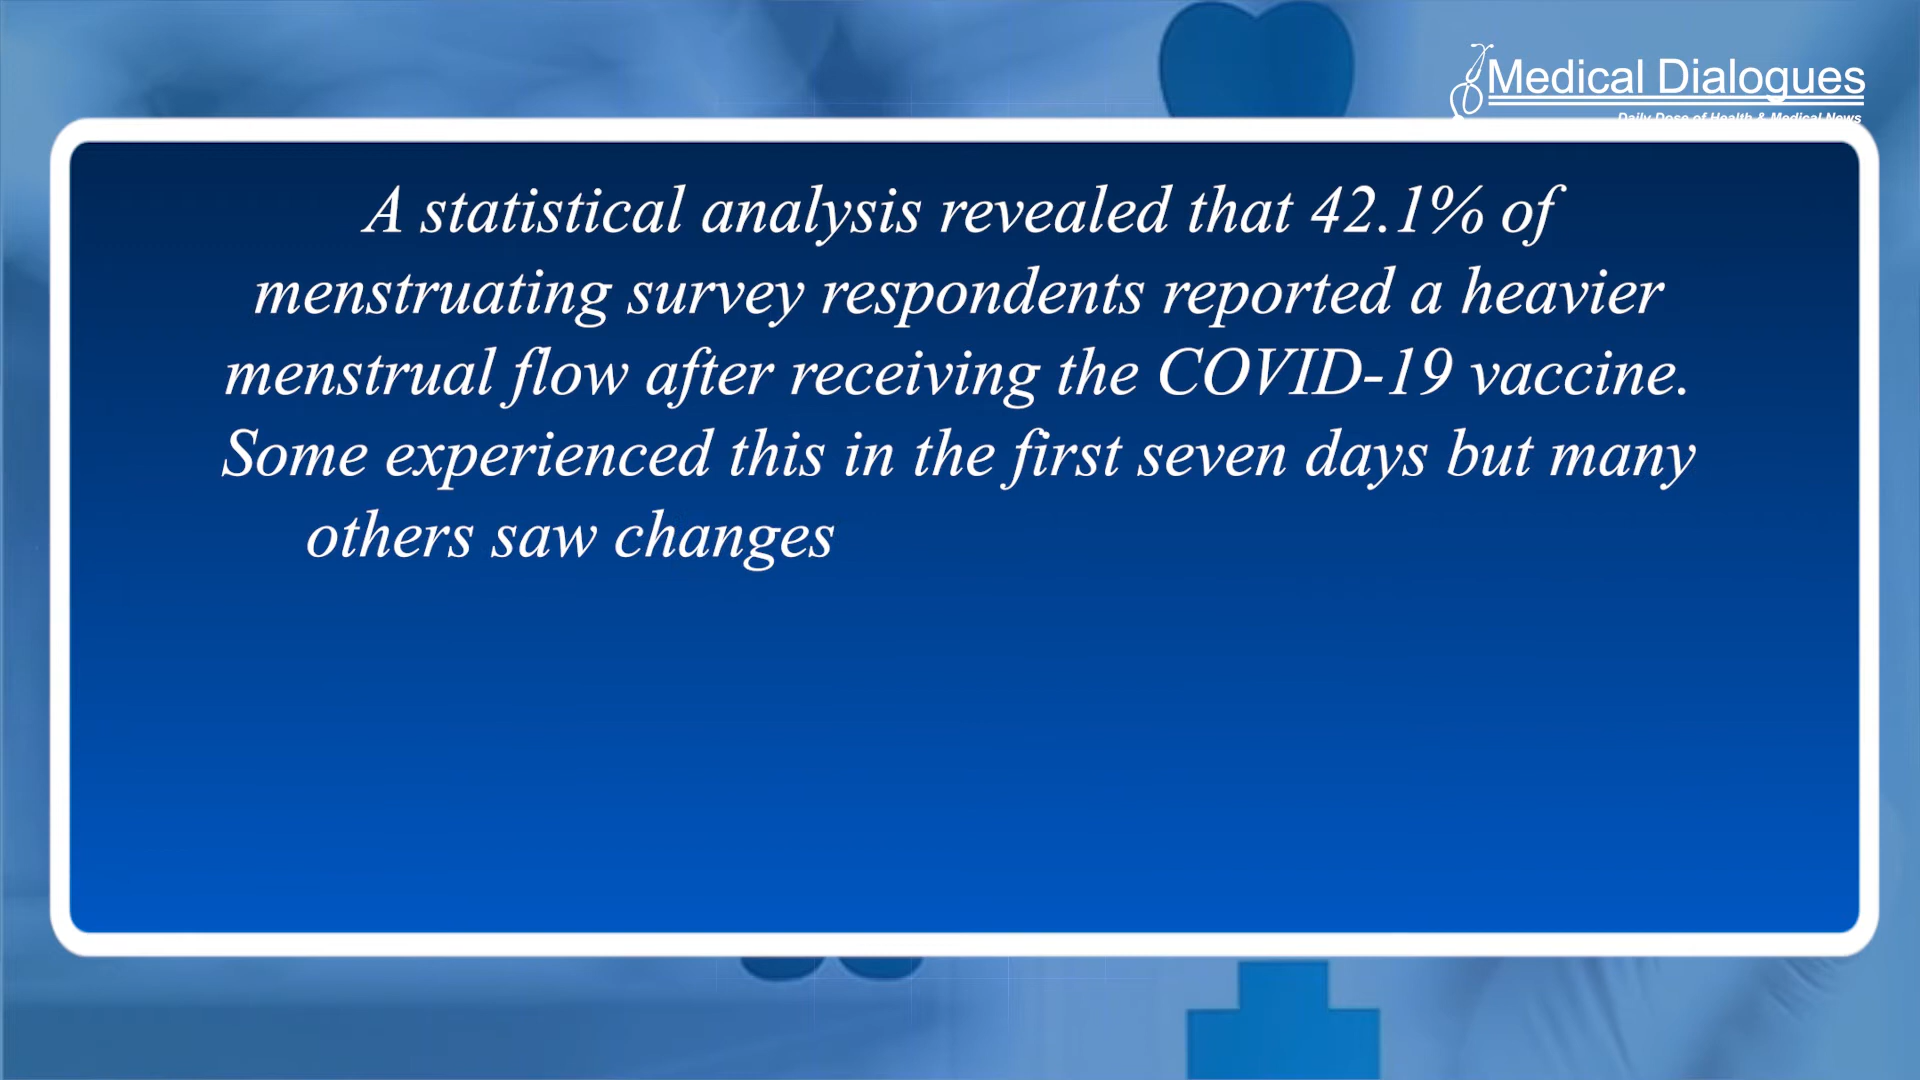 Medical Dialogues
Daily Dose of Health & Medical News
A statistical analysis revealed that 42.1% of
menstruating survey respondents reported a heavier
menstrual flow after receiving the COVID-19 vaccine.
Some experienced this in the first seven days but many
others saw changes